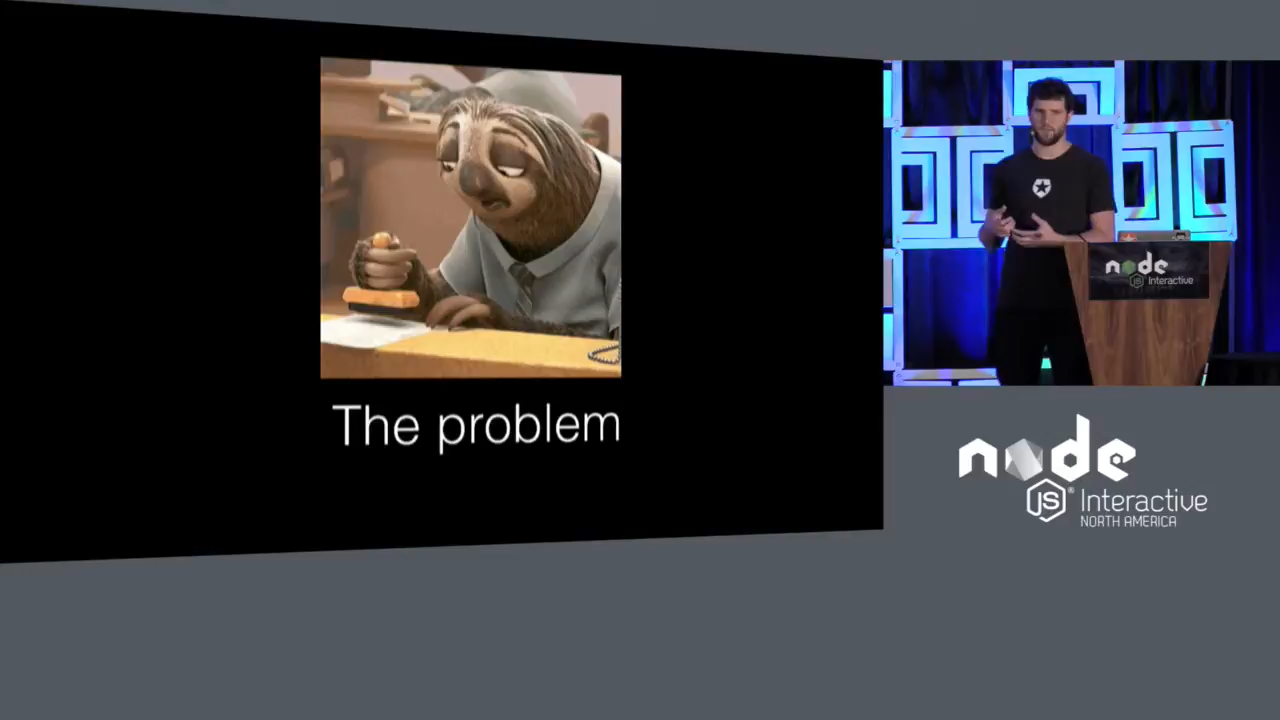 The problem
node
JS Interactive
node
JS® Interactive
NORTH AMERICA